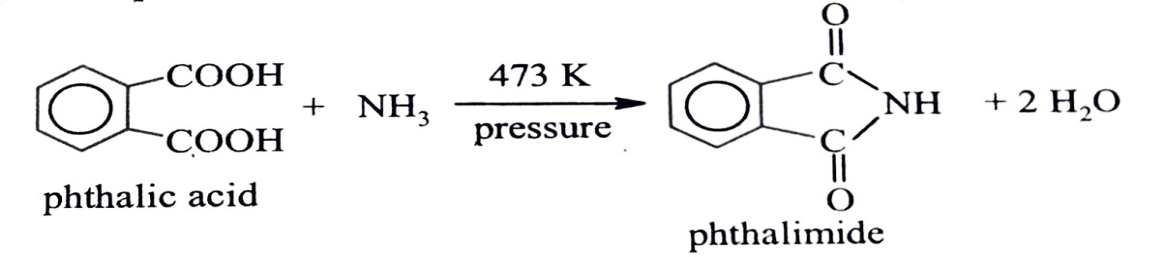 O
COOH
COOH
+ NH₃
473 K
pressure
C
NH
C
O
+ 2 H₂O
phthalic acid
phthalimide